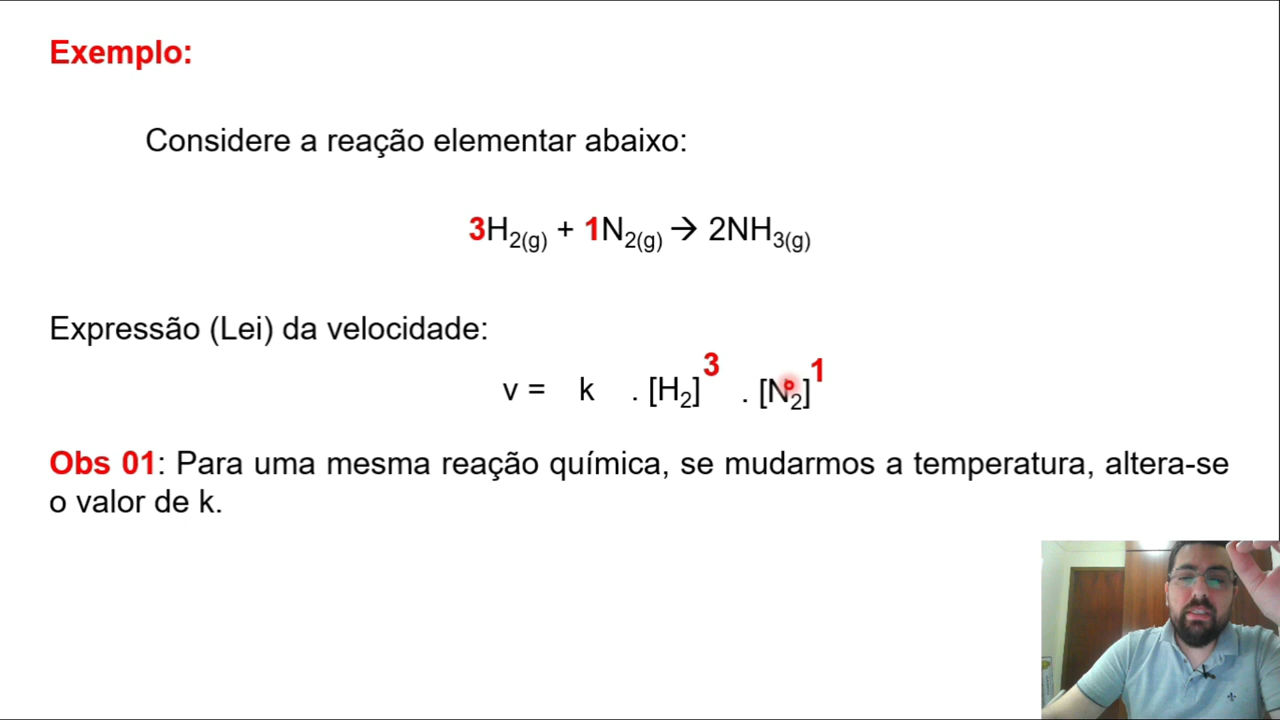 Exemplo:
Considere a reação elementar abaixo:
3H₂(g) + 1N₂(g) → 2NH₃(g)
Expressão (Lei) da velocidade:
v = k . [H₂]³ . [N₂]¹
Obs 01: Para uma mesma reação química, se mudarmos a temperatura, altera-se
o valor de k.